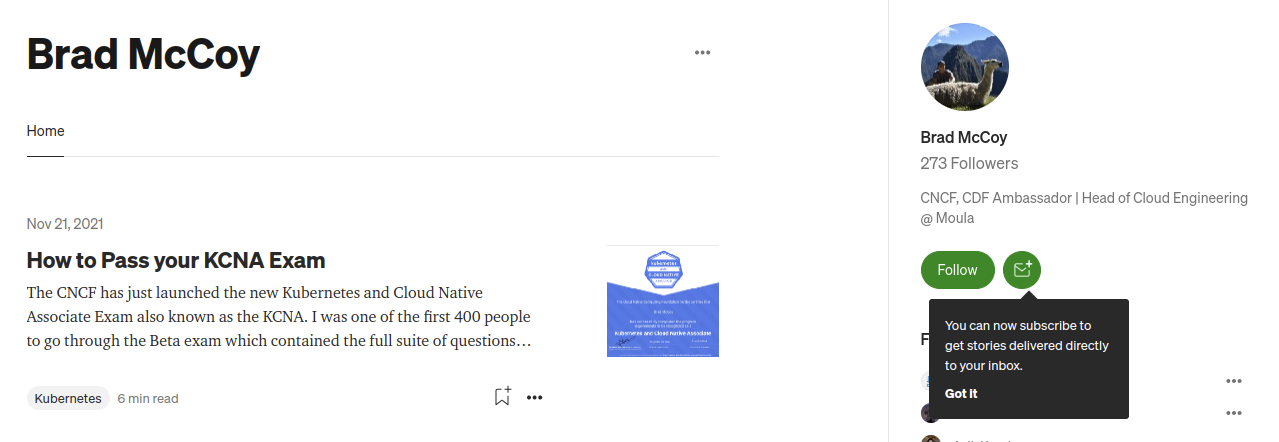 Brad McCoy
Home
Nov 21, 2021
How to Pass your KCNA Exam
The CNCF has just launched the new Kubernetes and Cloud Native
Associate Exam also known as the KCNA. I was one of the first 400 people
to go through the Beta exam which contained the full suite of questions…
Kubernetes
6 min read
Kubernetes
and
CLOUD NATIVE
Kubernetes and Cloud Native Associate
Brad McCoy
273 Followers
CNCF, CDF Ambassador | Head of Cloud Engineering
@ Moula
Follow
You can now subscribe to
get stories delivered directly
to your inbox.
Got it